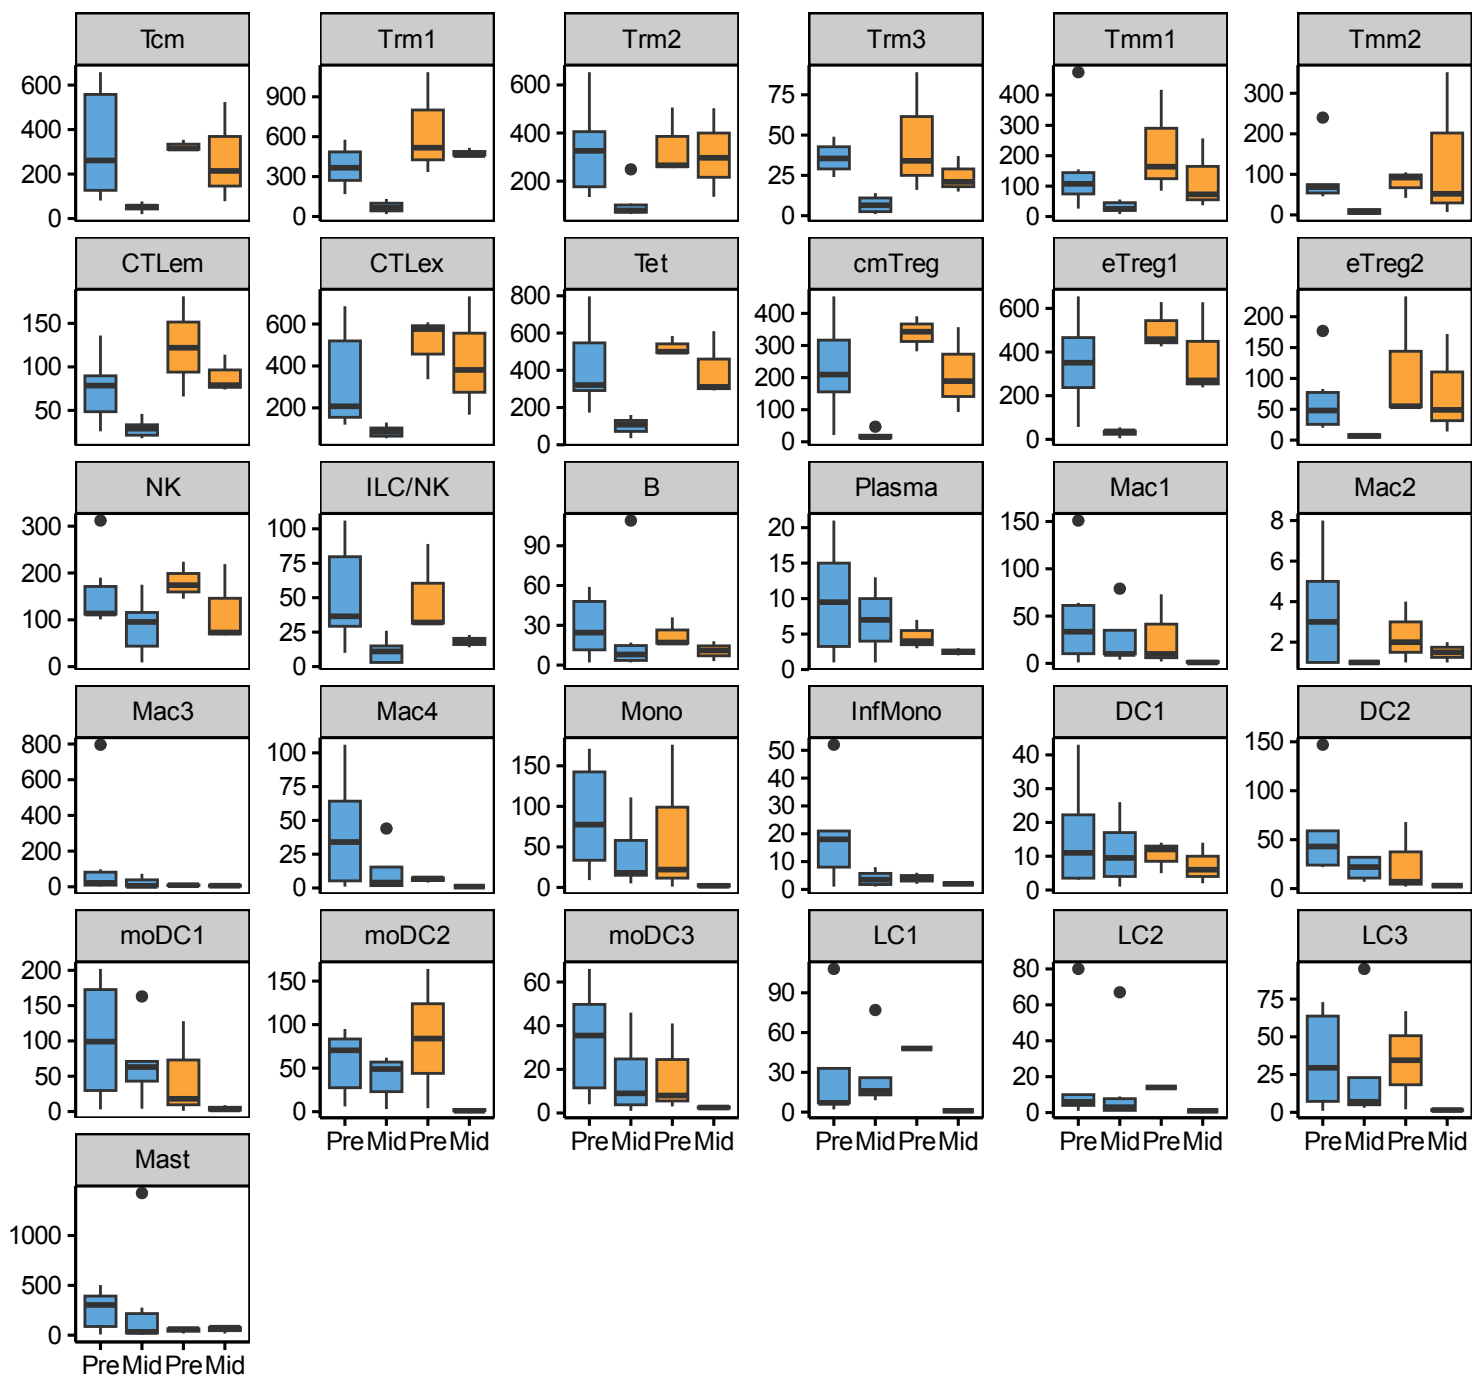 Tcm Trm1 Trm2 Trm3 Tmm1 Tmm2
600 400 200 0
900 600 300 0
600 400 200
75 50 25 0
400 300 200 100 0
300 200 100 0
CTLem CTLex Tet cmTreg eTreg1 eTreg2
150 100 50
600 400 200
800 600 400 200 0
400 300 200 100 0
600 400 200 0
200 150 100 50 0
NK ILC/NK B Plasma Mac1 Mac2
300 200 100 0
100 75 50 25 0
90 60 30 0
20 15 10 5 0
150 100 50 0
8 6 4 2
Mac3 Mac4 Mono InfMono DC1 DC2
800 600 400 200 0
100 75 50 25 0
150 100 50 0
50 40 30 20 10 0
40 30 20 10 0
150 100 50 0
moDC1 moDC2 moDC3 LC1 LC2 LC3
200 150 100 50 0
150 100 50 0
60 40 20 0
90 60 30 0
80 60 40 20 0
75 50 25 0
Pre Mid Pre Mid Pre Mid Pre Mid Pre Mid Pre Mid Pre Mid Pre Mid Pre Mid Pre Mid
Mast
1000 500 0
Pre Mid Pre Mid